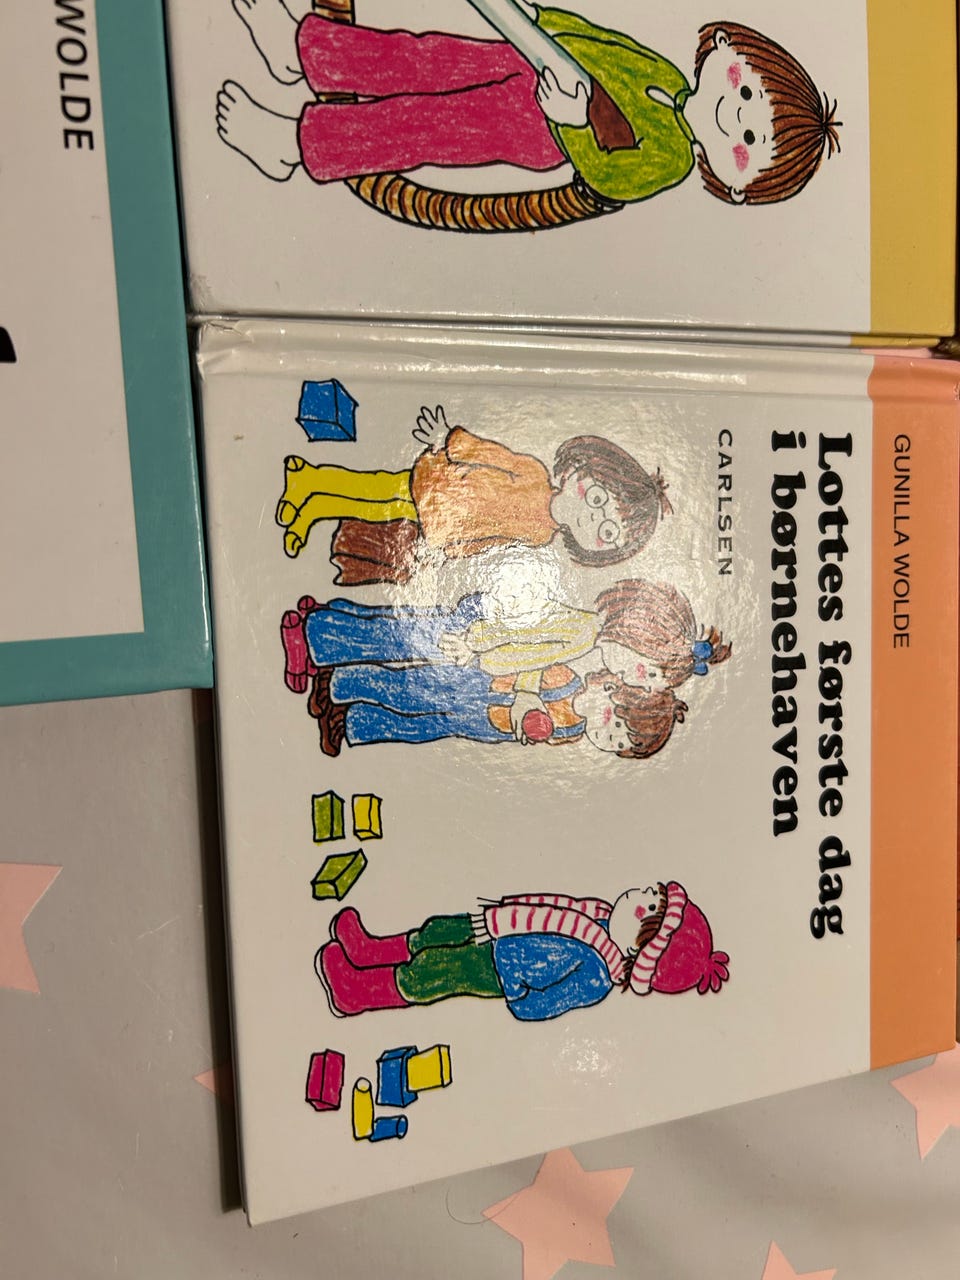 WOLDE
GUNILLA WOLDE
Lottes første dag
i børnehaven
CARLSEN